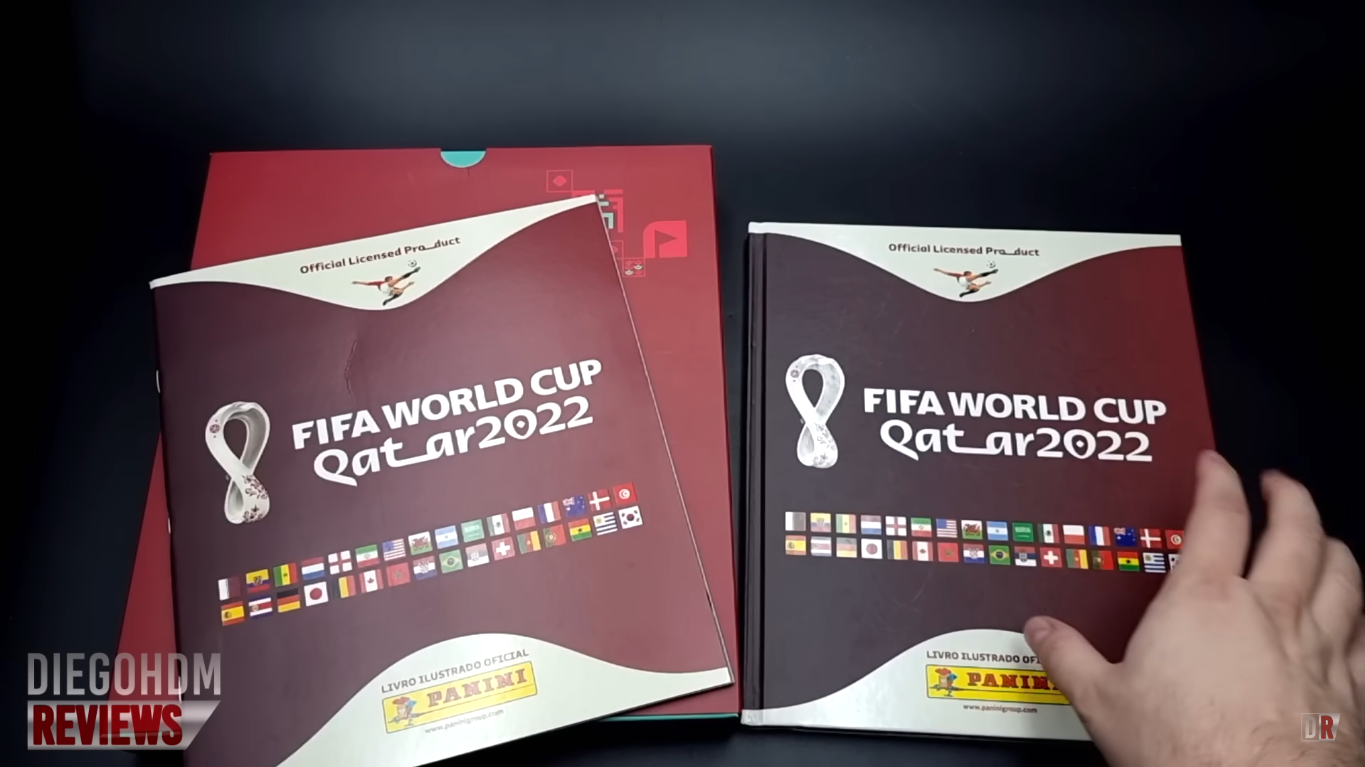 Official Licensed Product
FIFA WORLD CUP
Qatar2022
LIVRO ILUSTRADO OFICIAL
PANINI
www.paninigroup.com
Official Licensed Product
FIFA WORLD CUP
Qatar2022
LIVRO ILUSTRADO OFI
PANINI
www.paninigroup.com
DIEGOHDM
REVIEWS
DR